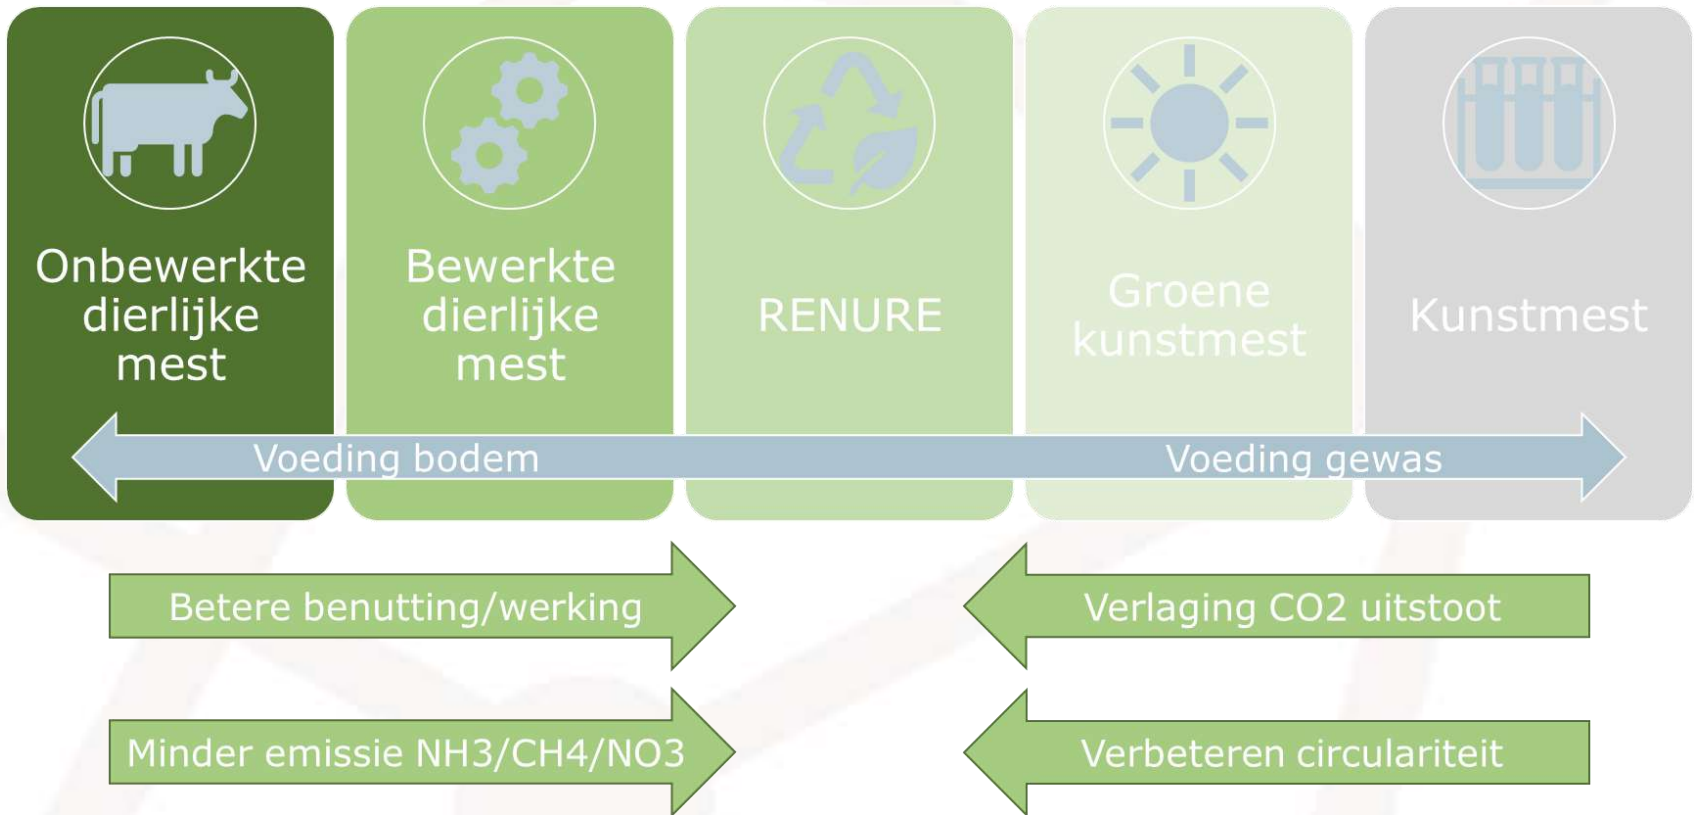 Onbewerkte
dierlijke
mest
Bewerkte
dierlijke
mest
RENURE
Groene
kunstmest
Kunstmest
Voeding bodem
Voeding gewas
Betere benutting/werking
Verlaging CO2 uitstoot
Minder emissie NH3/CH4/NO3
Verbeteren circulariteit